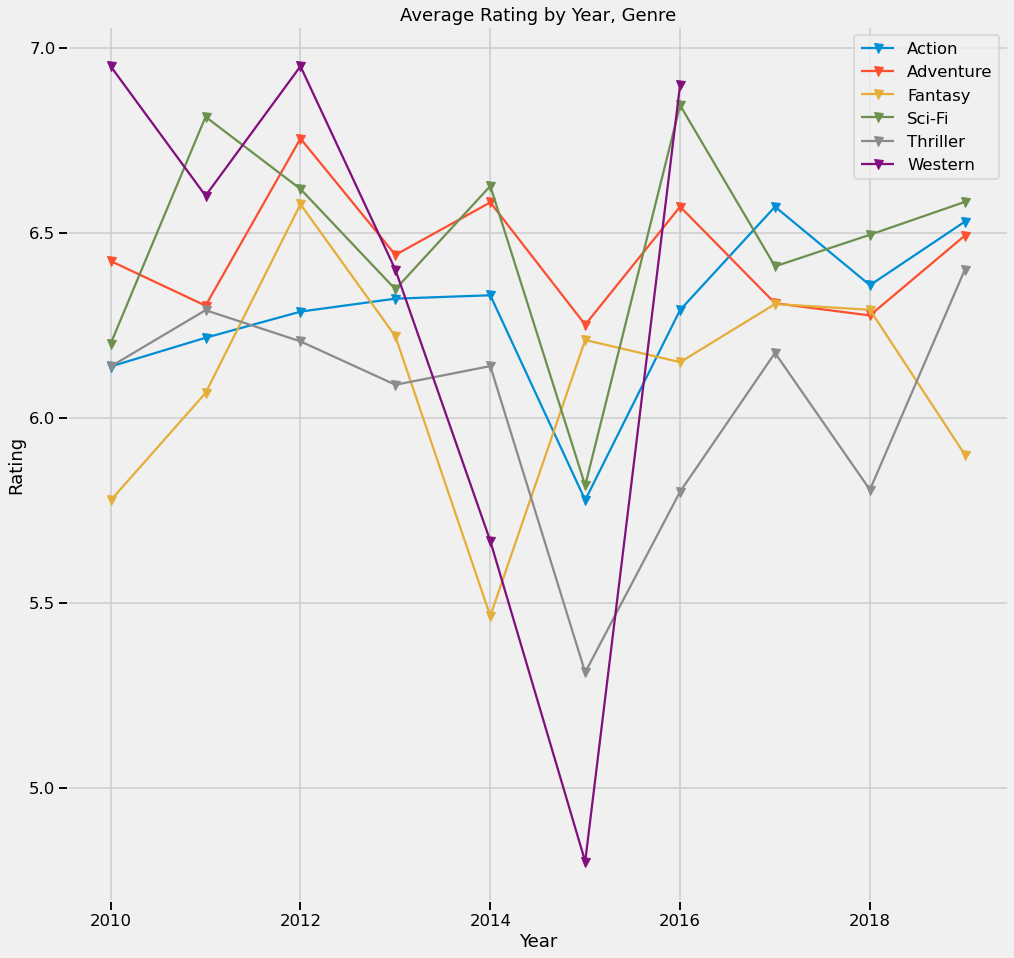 Average Rating by Year, Genre
Action
Adventure
Fantasy
Sci-Fi
Thriller
Western
7.0
6.5
6.0
5.5
5.0
Rating
2010 2012 2014 2016 2018
Year